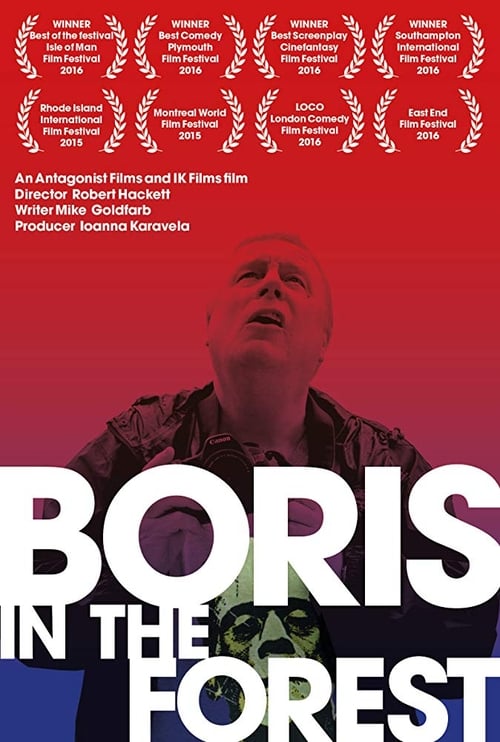 WINNER
Best of the festival
Isle of Man
Film Festival
2016
WINNER
Best Comedy
Plymouth
Film Festival
2016
WINNER
Best Screenplay
Cinefantasy
Film Festival
2016
WINNER
Southampton
International
Film Festival
2016
Rhode Island
International
Film Festival
2015
Montreal World
Film Festival
2015
LOCO
London Comedy
Film Festival
2016
East End
Film Festival
2016
An Antagonist Films and IK Films film
Director Robert Hackett
Writer Mike Goldfarb
Producer Ioanna Karavela
Canon
BORIS
IN THE
FOREST